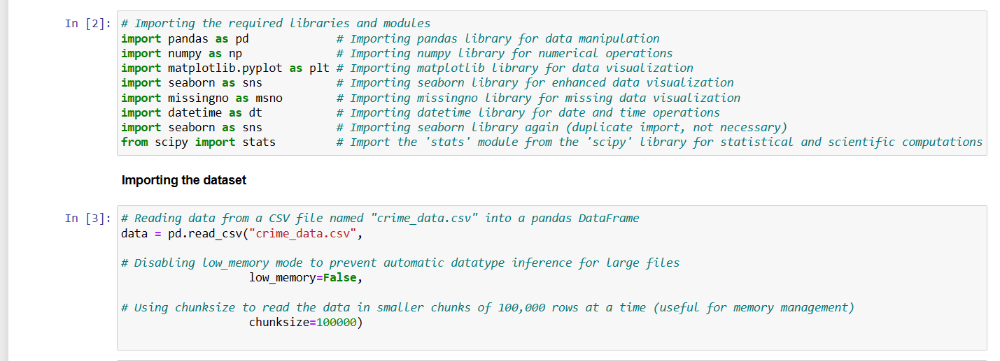 In [2]: # Importing the required libraries and modules
import pandas as pd # Importing pandas library for data manipulation
import numpy as np # Importing numpy library for numerical operations
import matplotlib.pyplot as plt # Importing matplotlib library for data visualization
import seaborn as sns # Importing seaborn library for enhanced data visualization
import missingno as msno # Importing missingno library for missing data visualization
import datetime as dt # Importing datetime library for date and time operations
import seaborn as sns # Importing seaborn library again (duplicate import, not necessary)
from scipy import stats # Import the 'stats' module from the 'scipy' library for statistical and scientific computations
Importing the dataset
In [3]: # Reading data from a CSV file named "crime_data.csv" into a pandas DataFrame
data = pd.read_csv("crime_data.csv",
# Disabling low_memory mode to prevent automatic datatype inference for large files
low_memory=False,
# Using chunksize to read the data in smaller chunks of 100,000 rows at a time (useful for memory management)
chunksize=100000)